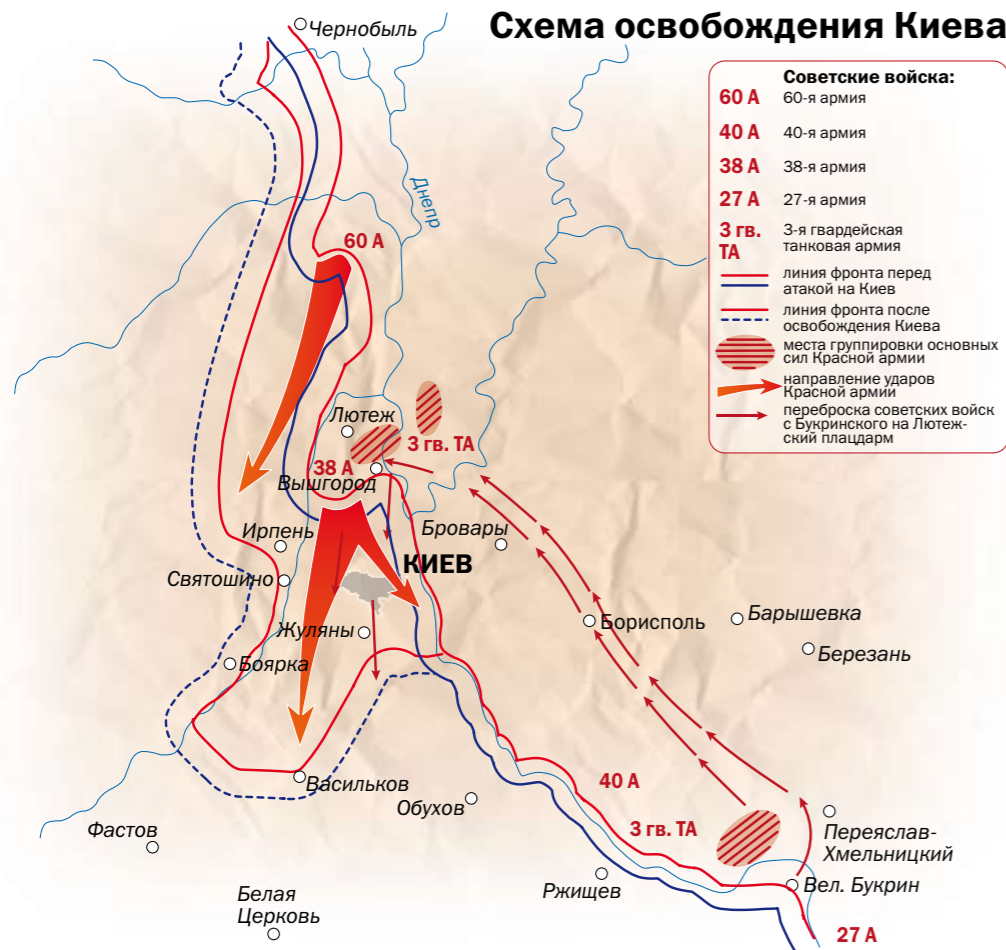 Схема освобождения Киева
Советские войска:
60 А 60-я армия
40 А 40-я армия
38 А 38-я армия
27 А 27-я армия
3 гв. ТА 3-я гвардейская
танковая армия
линия фронта перед
атакой на Киев
линия фронта после
освобождения Киева
места группировки основных
сил Красной армии
направление ударов
Красной армии
переброска советских войск
с Букринского на Лютеж-
ский плацдарм
Чернобыль
Днепр
60 А
Лютеж
3 гв. ТА
38 А
Вышгород
Бровары
Ирпень
КИЕВ
Святошино
Жуляны
Борисполь
Барышевка
Березань
Боярка
Васильков
Обухов
40 А
3 гв. ТА
Фастов
Переяслав-
Хмельницкий
Ржищев
Вел. Букрин
Белая
Церковь
27 А